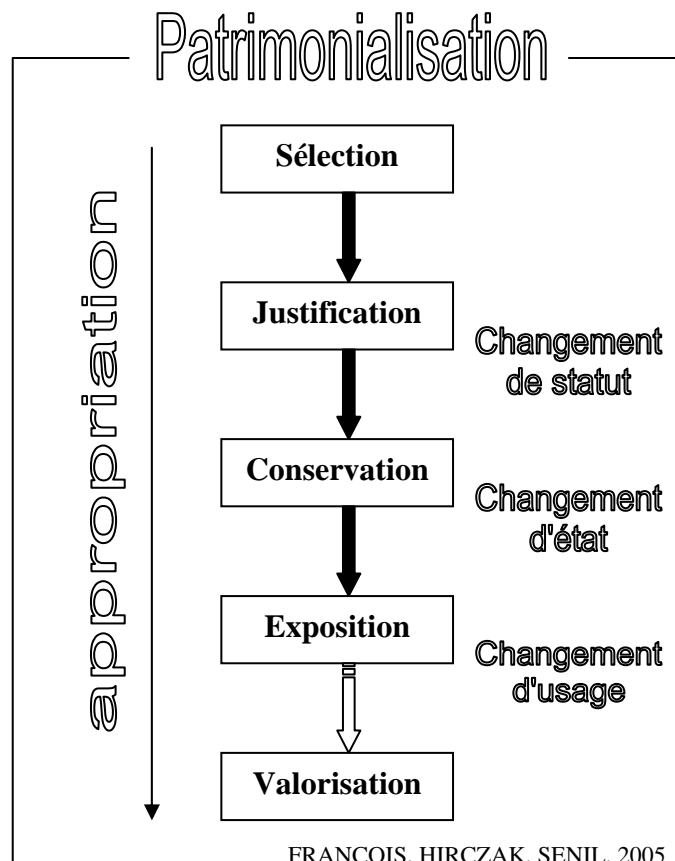 Patrimonialisation
Sélection
appropriation
Justification
Changement
de statut
Conservation
Changement
d'état
Exposition
Changement
d'usage
Valorisation
FRANCOIS, HIRCZAK, SENIL, 2005